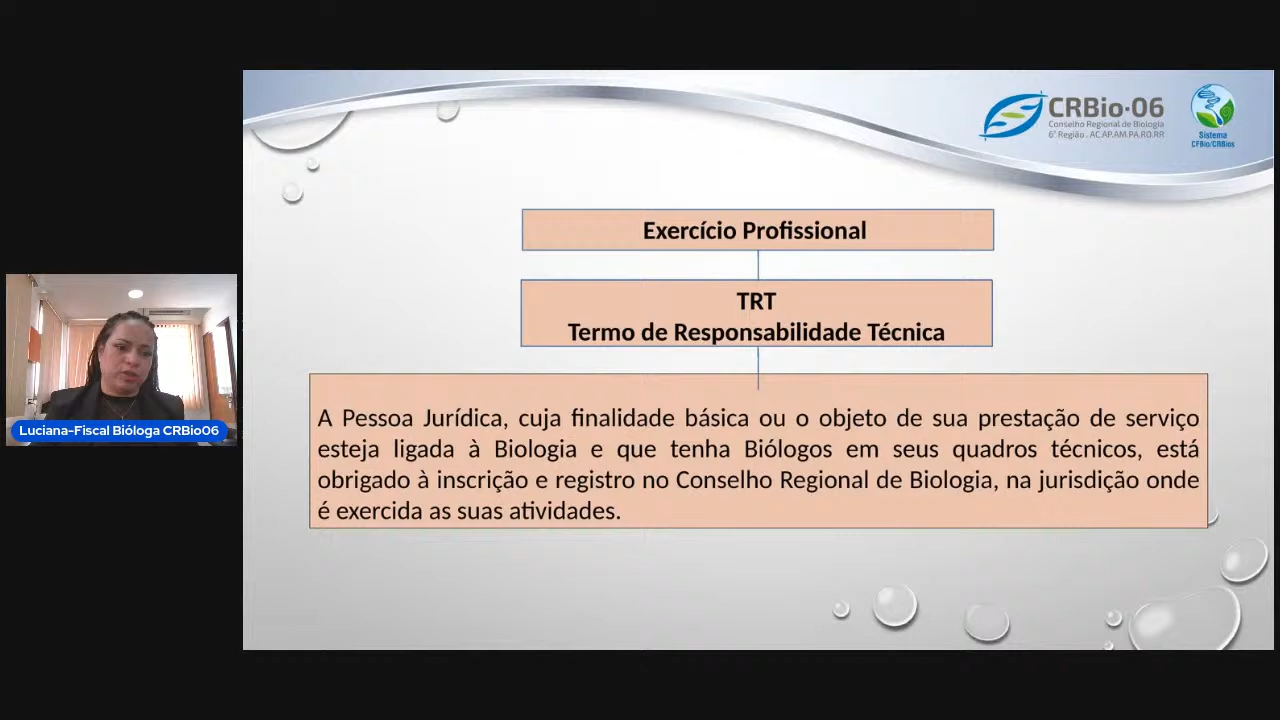 CRBio-06
Conselho Regional de Biologia
6ª Região . AC.AP.AM.PA.RO.RR
Sistema
CFBio/CRBios
Exercício Profissional
TRT
Termo de Responsabilidade Técnica
A Pessoa Jurídica, cuja finalidade básica ou o objeto de sua prestação de serviço
esteja ligada à Biologia e que tenha Biólogos em seus quadros técnicos, está
obrigado à inscrição e registro no Conselho Regional de Biologia, na jurisdição onde
é exercida as suas atividades.
Luciana-Fiscal Bióloga CRBio06